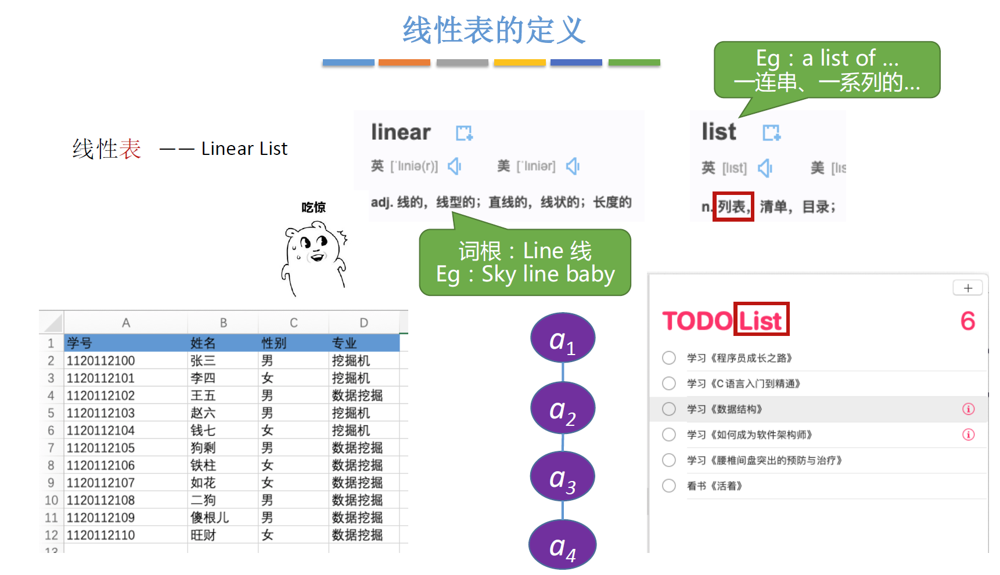 线性表的定义
Eg：a list of ...
一连串、一系列的...
线性表 —— Linear List
linear
英 [ˈlɪniə(r)] 美 [ˈlɪniər]
adj. 线的，线型的；直线的，线状的；长度的
list
英 [lɪst] 美 [lɪs
n. 列表，清单，目录；
词根：Line 线
Eg：Sky line baby
吃惊
A B C D
1 学号 姓名 性别 专业
2 1120112100 张三 男 挖掘机
3 1120112101 李四 女 挖掘机
4 1120112102 王五 男 数据挖掘
5 1120112103 赵六 男 挖掘机
6 1120112104 钱七 女 挖掘机
7 1120112105 狗剩 男 数据挖掘
8 1120112106 铁柱 女 数据挖掘
9 1120112107 如花 女 数据挖掘
10 1120112108 二狗 男 数据挖掘
11 1120112109 傻根儿 男 数据挖掘
12 1120112110 旺财 女 数据挖掘
13
a1
a2
a3
a4
+
TODO List 6
学习《程序员成长之路》
学习《C语言入门到精通》
学习《数据结构》
学习《如何成为软件架构师》
学习《腰椎间盘突出的预防与治疗》
看书《活着》